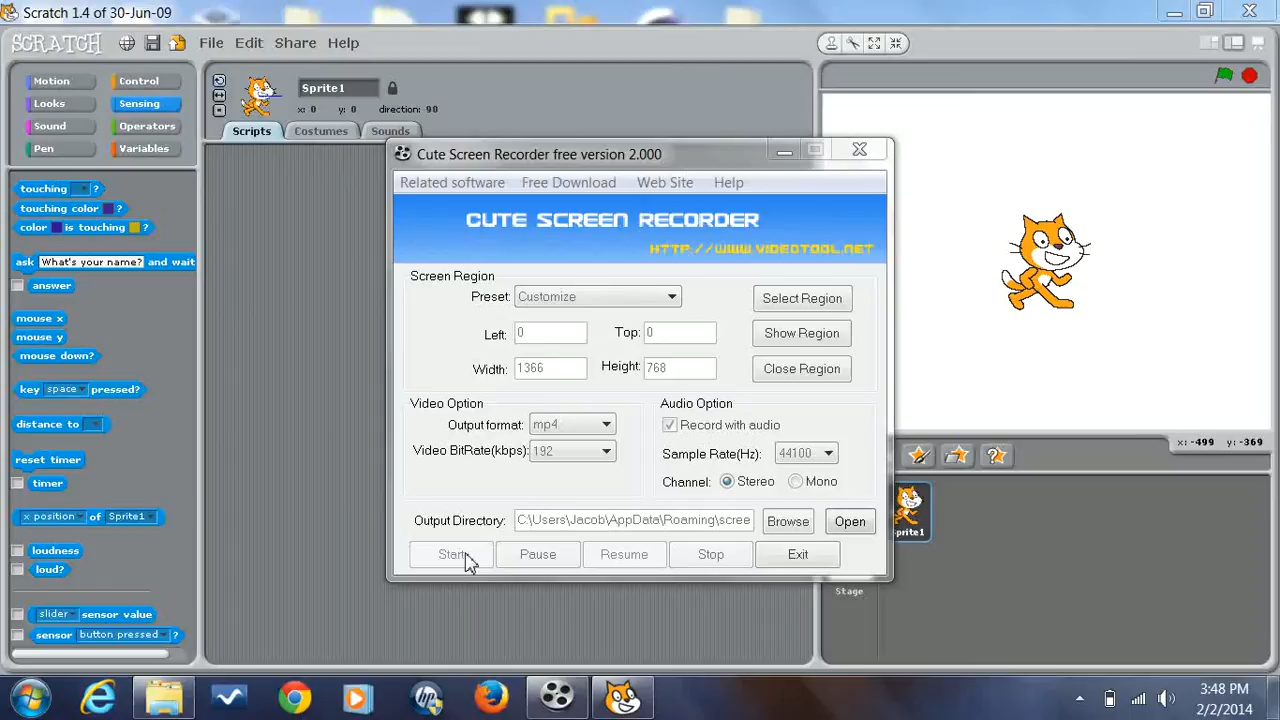 Scratch 1.4 of 30-Jun-09
SCRATCH File Edit Share Help
Motion Control
Looks Sensing
Sound Operators
Pen Variables
touching ?
touching color ?
color is touching ?
ask What's your name? and wait
answer
mouse x
mouse y
mouse down?
key space pressed?
distance to
reset timer
timer
x position of Sprite1
loudness
loud?
slider sensor value
sensor button pressed ?
Sprite1
x: 0 y: 0 direction: 90
Scripts Costumes Sounds
Cute Screen Recorder free version 2.000
Related software Free Download Web Site Help
CUTE SCREEN RECORDER
HTTP://WWW.VIDEOTOOL.NET
Screen Region
Preset: Customize Select Region
Left: 0 Top: 0 Show Region
Width: 1366 Height: 768 Close Region
Video Option
Output format: mp4
Video BitRate(kbps): 192
Audio Option
Record with audio
Sample Rate(Hz): 44100
Channel: Stereo Mono
Output Directory: C:\Users\Jacob\AppData\Roaming\scree Browse Open
Start Pause Resume Stop Exit
x: -499 y: -369
Sprite1
Stage
3:48 PM
2/2/2014